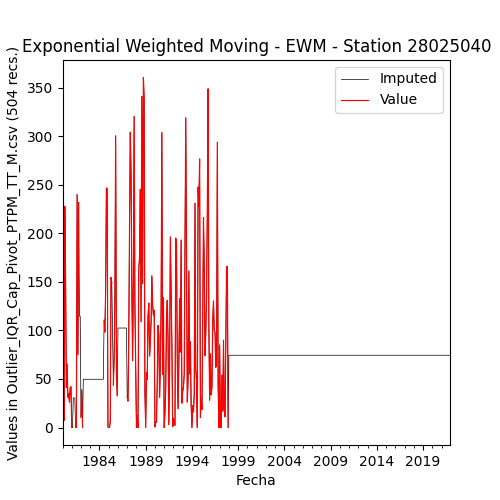 Exponential Weighted Moving - EWM - Station 28025040
Imputed
Value
Values in Outlier_IQR_Cap_Pivot_PTPM_TT_M.csv (504 recs.)
350
300
250
200
150
100
50
0
1984 1989 1994 1999 2004 2009 2014 2019
Fecha